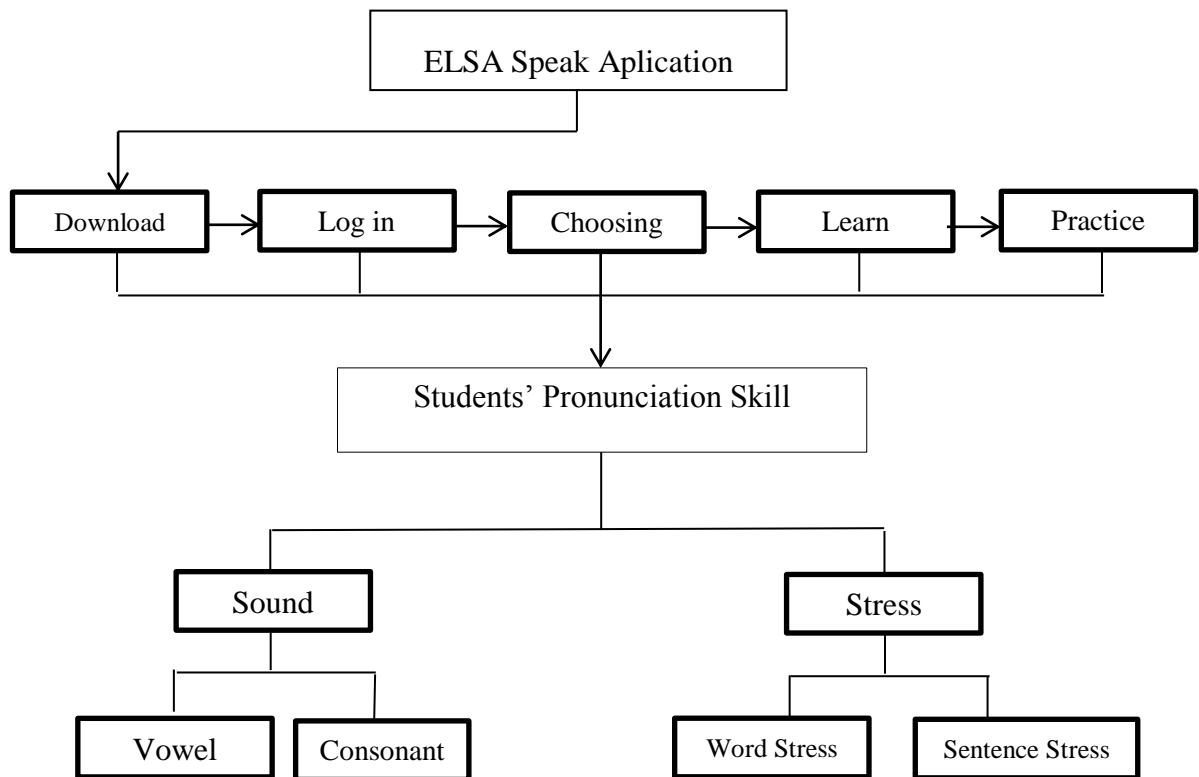 ELSA Speak Aplication
Download
Log in
Choosing
Learn
Practice
Students’ Pronunciation Skill
Sound
Stress
Vowel
Consonant
Word Stress
Sentence Stress